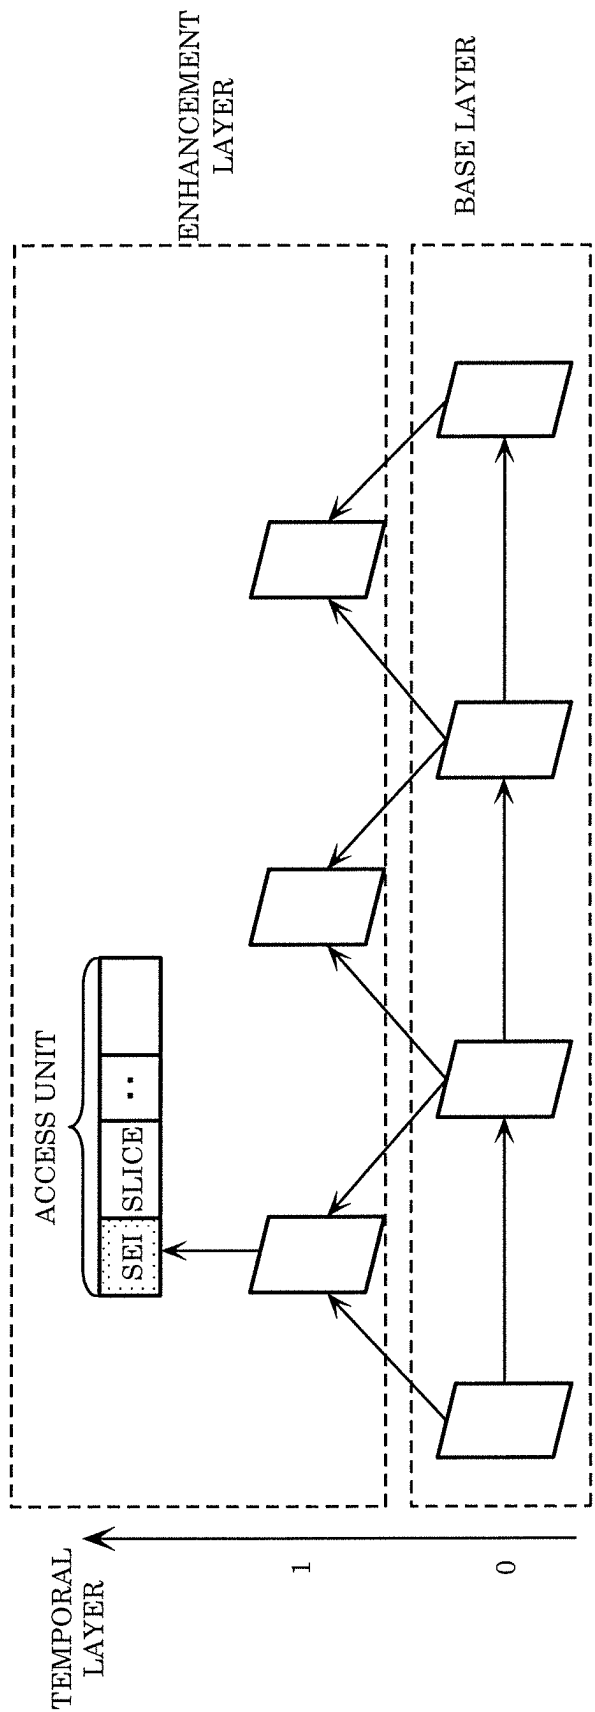 TEMPORAL
LAYER
1
0
ACCESS UNIT
SEI
SLICE
..
ENHANCEMENT
LAYER
BASE LAYER